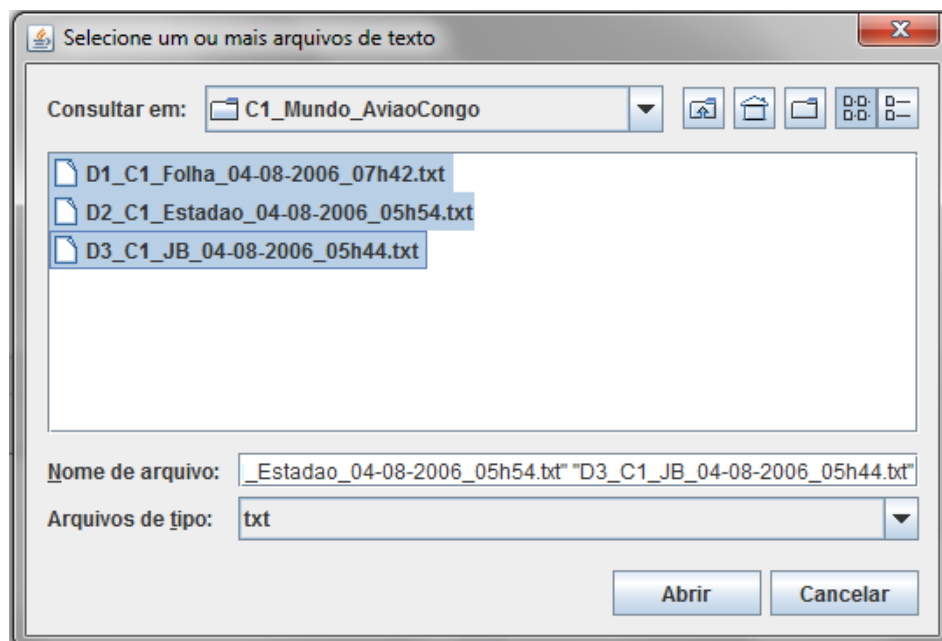 Selecione um ou mais arquivos de texto
Consultar em: C1_Mundo_AviaoCongo
D1_C1_Folha_04-08-2006_07h42.txt
D2_C1_Estadao_04-08-2006_05h54.txt
D3_C1_JB_04-08-2006_05h44.txt
Nome de arquivo: _Estadao_04-08-2006_05h54.txt" "D3_C1_JB_04-08-2006_05h44.txt"
Arquivos de tipo: txt
Abrir Cancelar